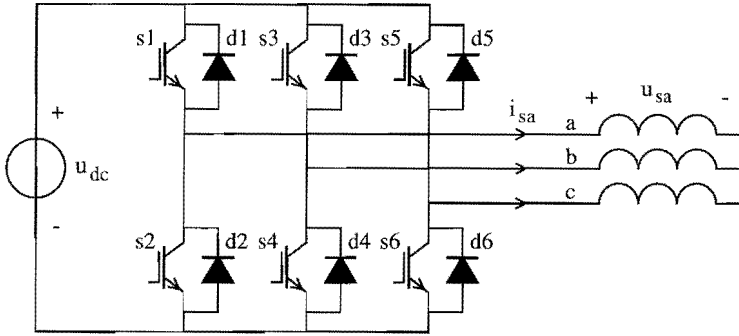 s1 d1 s3 d3 s5 d5
+ u_dc -
i_sa + u_sa -
a
b
c
s2 d2 s4 d4 s6 d6